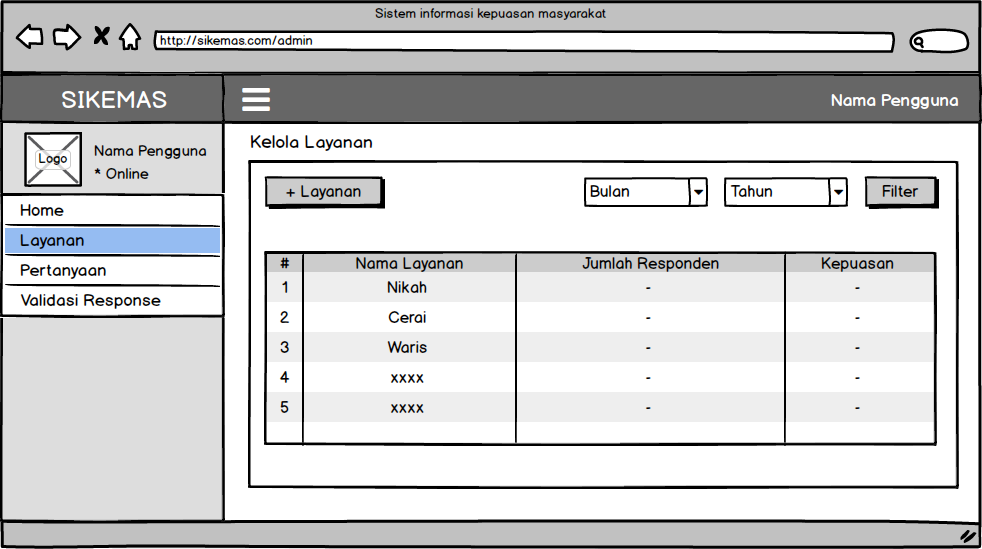 Sistem informasi kepuasan masyarakat
http://sikemas.com/admin
SIKEMAS
Nama Pengguna
Logo
Nama Pengguna
* Online
Home
Layanan
Pertanyaan
Validasi Response
Kelola Layanan
+ Layanan
Bulan
Tahun
Filter
# Nama Layanan Jumlah Responden Kepuasan
1 Nikah - -
2 Cerai - -
3 Waris - -
4 xxxx - -
5 xxxx - -